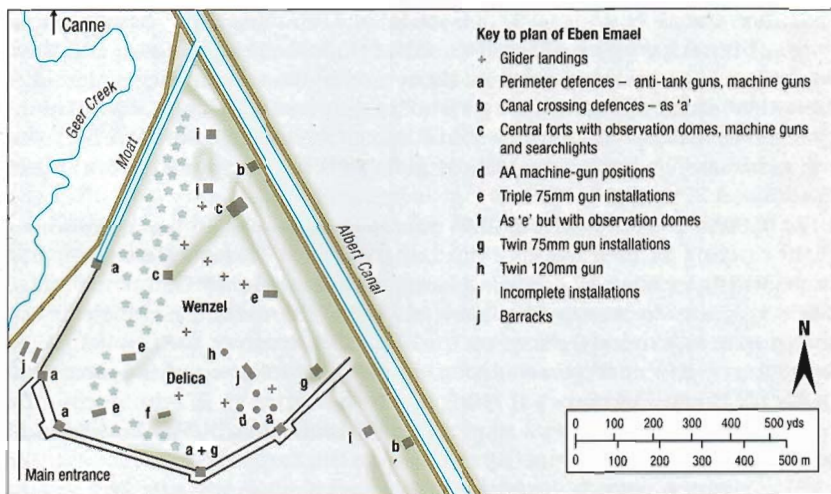 Canne
Geer Creek
Moat
Albert Canal
i
i
b
c
a
c
e
Wenzel
h
e
j
j
Delica
g
a
a
e
f
d
a
a + g
i
b
Main entrance
Key to plan of Eben Emael
Glider landings
a Perimeter defences – anti-tank guns, machine guns
b Canal crossing defences – as ‘a’
c Central forts with observation domes, machine guns
and searchlights
d AA machine-gun positions
e Triple 75mm gun installations
f As ‘e’ but with observation domes
g Twin 75mm gun installations
h Twin 120mm gun
i Incomplete installations
j Barracks
N
0 100 200 300 400 500 yds
0 100 200 300 400 500 m